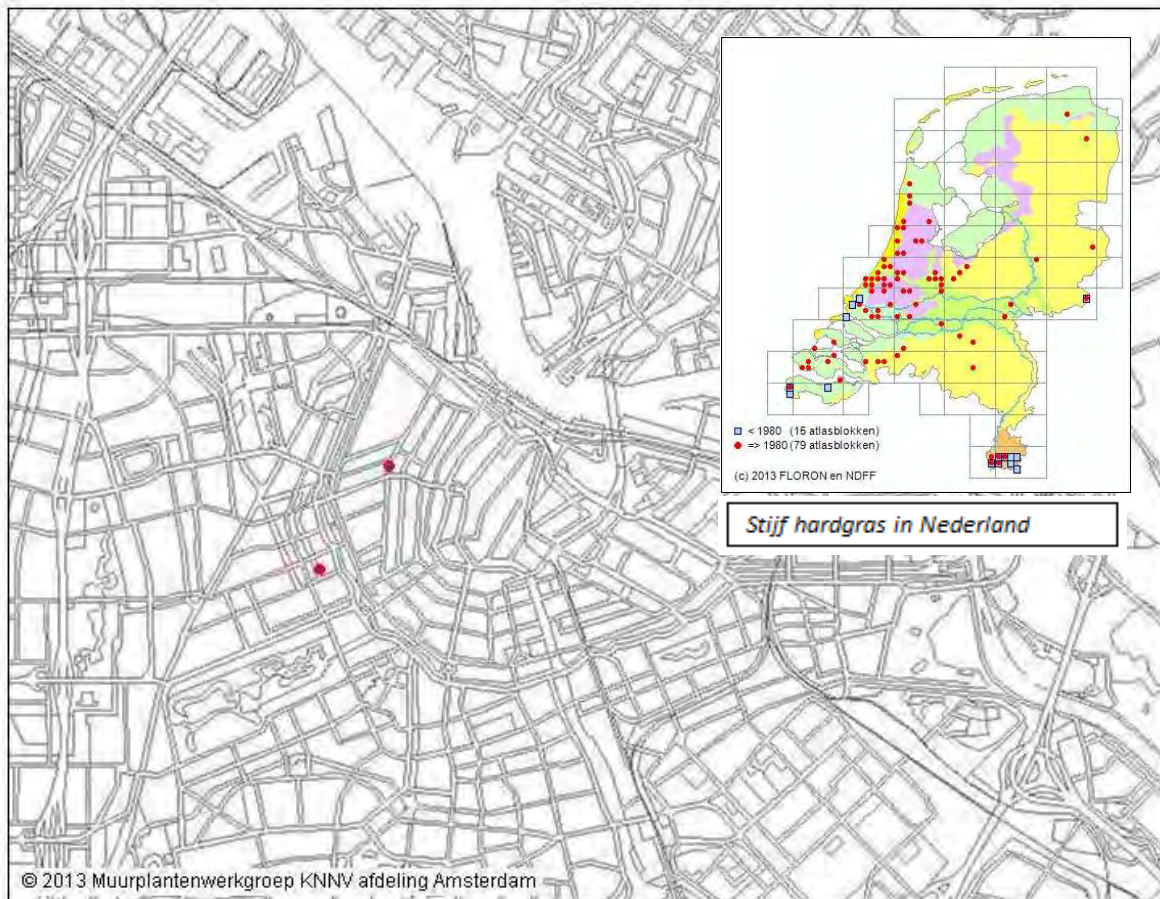 < 1980 (15 atlasblokken)
=> 1980 (79 atlasblokken)
(c) 2013 FLORON en NDFF
Stijf hardgras in Nederland
© 2013 Muurplantenwerkgroep KNNV afdeling Amsterdam